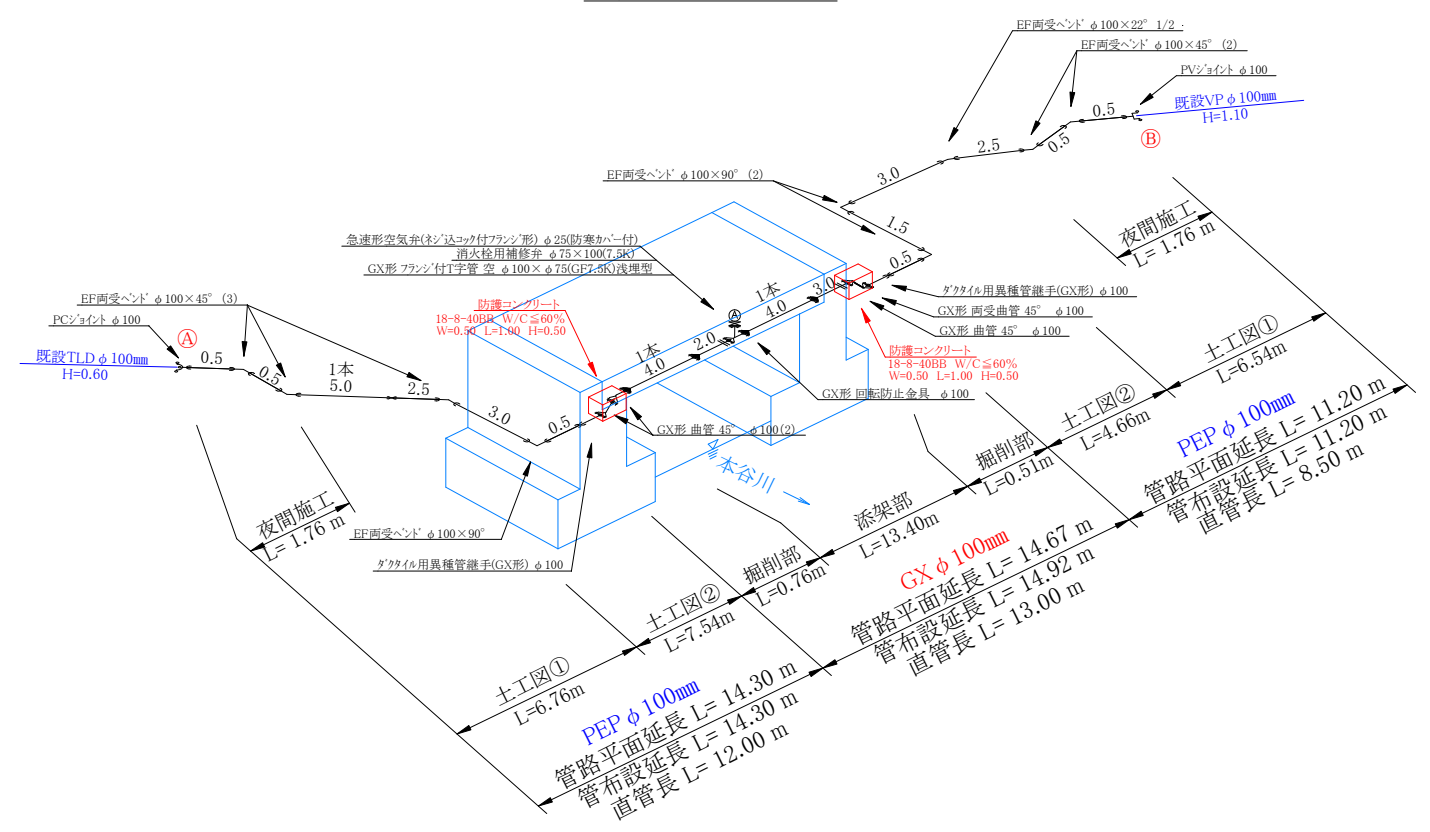 EF両受ベンド φ100×22° 1/2
EF両受ベンド φ100×45° (2)
PVジョイント φ100
既設VPφ100mm
H=1.10
Ⓑ
0.5
0.5
2.5
3.0
EF両受ベンド φ100×90° (2)
1.5
0.5
急速形空気弁(ネジ込コック付フランジ形) φ25(防寒カバー付)
消火栓用補修弁 φ75×100(7.5K)
GX形 フランジ付T字管 空 φ100×φ75(GF7.5K)浅埋型
夜間施工
L= 1.76 m
EF両受ベンド φ100×45° (3)
PCジョイント φ100
Ⓐ
既設TLDφ100mm
H=0.60
0.5
0.5
1本
5.0
2.5
3.0
0.5
防護コンクリート
18-8-40BB W/C≦60%
W=0.50 L=1.00 H=0.50
1本
4.0
2.0
Ⓐ
1本
4.0
3.0
ダクタイル用異種管継手(GX形) φ100
GX形 両受曲管 45° φ100
GX形 曲管 45° φ100
防護コンクリート
18-8-40BB W/C≦60%
W=0.50 L=1.00 H=0.50
GX形 回転防止金具 φ100
GX形 曲管 45° φ100(2)
本谷川
EF両受ベンド φ100×90°
ダクタイル用異種管継手(GX形) φ100
夜間施工
L= 1.76 m
土工図①
L=6.54m
土工図②
L=4.66m
掘削部
L=0.51m
添架部
L=13.40m
掘削部
L=0.76m
土工図②
L=7.54m
土工図①
L=6.76m
PEPφ100mm
管路平面延長 L= 11.20 m
管布設延長 L= 11.20 m
直管長 L= 8.50 m
GXφ100mm
管路平面延長 L= 14.67 m
管布設延長 L= 14.92 m
直管長 L= 13.00 m
PEPφ100mm
管路平面延長 L= 14.30 m
管布設延長 L= 14.30 m
直管長 L= 12.00 m